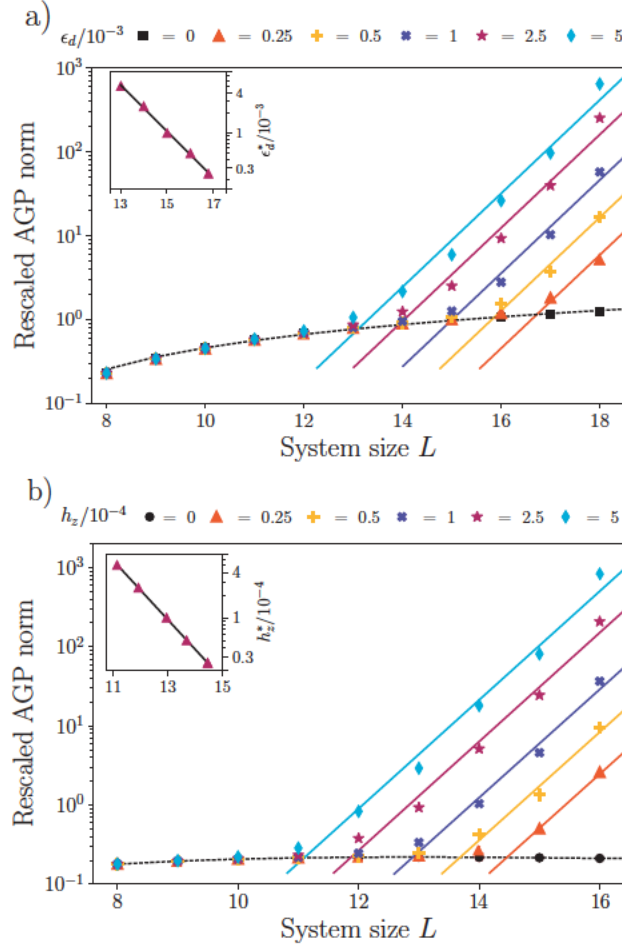 a)
ϵ_d/10^{-3} = 0 = 0.25 = 0.5 = 1 = 2.5 = 5
Rescaled AGP norm
10^3
10^2
10^1
10^0
10^{-1}
4
1
0.3
ϵ_d^*/10^{-3}
13 15 17
8 10 12 14 16 18
System size L
b)
h_z/10^{-4} = 0 = 0.25 = 0.5 = 1 = 2.5 = 5
Rescaled AGP norm
10^3
10^2
10^1
10^0
10^{-1}
4
1
0.3
h_z^*/10^{-4}
11 13 15
8 10 12 14 16
System size L